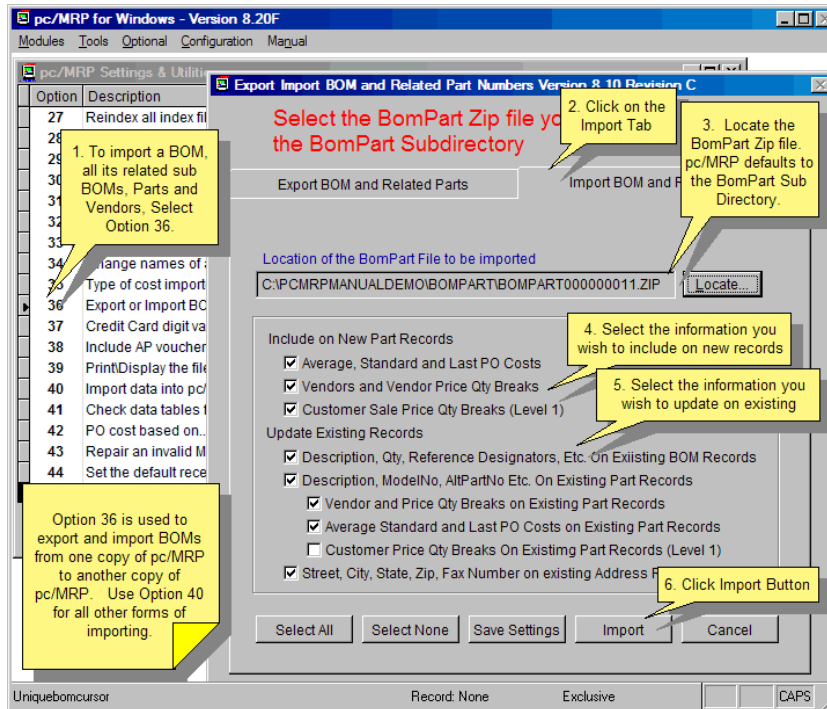 pc/MRP for Windows - Version 8.20F
Modules Tools Optional Configuration Manual
pc/MRP Settings & Utilitie
Option Description
27 Reindex all index fil
28
29
30
31
32
33
34 Change names of
35 Type of cost import
36 Export or Import BO
37 Credit Card digit va
38 Include AP voucher
39 Print\Display the file
40 Import data into pc/
41 Check data tables f
42 PO cost based on..
43 Repair an invalid M
44 Set the default rece
1. To import a BOM,
all its related sub
BOMs, Parts and
Vendors, Select
Option 36.
Option 36 is used to
export and import BOMs
from one copy of pc/MRP
to another copy of
pc/MRP. Use Option 40
for all other forms of
importing.
Export Import BOM and Related Part Numbers Version 8.10 Revision C
Select the BomPart Zip file yo
the BomPart Subdirectory
2. Click on the
Import Tab
3. Locate the
BomPart Zip file.
pc/MRP defaults to
the BomPart Sub
Directory.
Export BOM and Related Parts
Import BOM and R
Location of the BomPart File to be imported
C:\PCMRPMANUALDEMO\BOMPART\BOMPART000000011.ZIP
Locate...
Include on New Part Records
4. Select the information you
wish to include on new records
Average, Standard and Last PO Costs
Vendors and Vendor Price Qty Breaks
Customer Sale Price Qty Breaks (Level 1)
5. Select the information you
wish to update on existing
Update Existing Records
Description, Qty, Reference Designators, Etc. On Exiisting BOM Records
Description, ModelNo, AltPartNo Etc. On Existing Part Records
Vendor and Price Qty Breaks on Existing Part Records
Average Standard and Last PO Costs on Existing Part Records
Customer Price Qty Breaks On Existimg Part Records (Level 1)
Street, City, State, Zip, Fax Number on existing Address
6. Click Import Button
Select All Select None Save Settings Import Cancel
Uniquebomcursor Record: None Exclusive CAPS